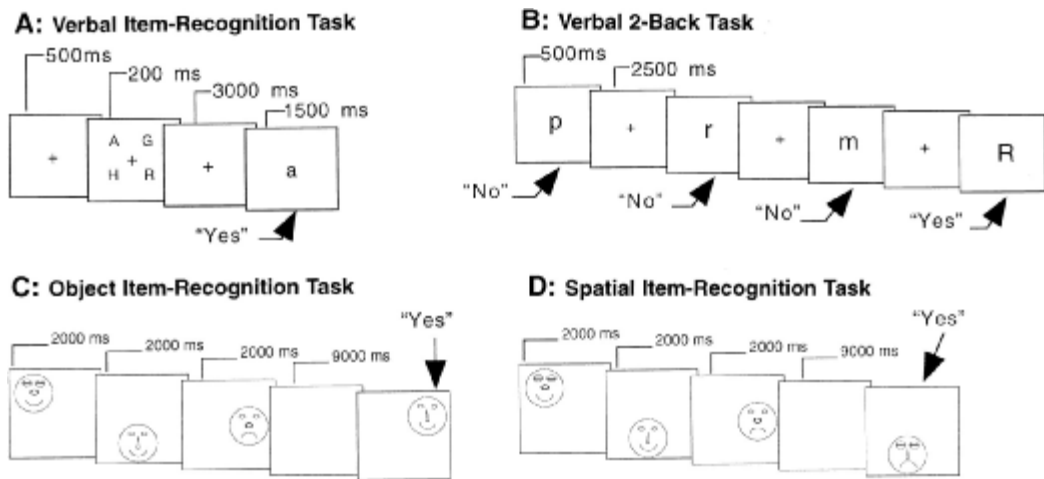 A: Verbal Item-Recognition Task
500ms
200 ms
3000 ms
1500 ms
+
A G
+
H R
+
a
"Yes"
B: Verbal 2-Back Task
500ms
2500 ms
p
+
r
+
m
+
R
"No"
"No"
"No"
"Yes"
C: Object Item-Recognition Task
"Yes"
2000 ms
2000 ms
2000 ms
9000 ms
D: Spatial Item-Recognition Task
"Yes"
2000 ms
2000 ms
2000 ms
9000 ms